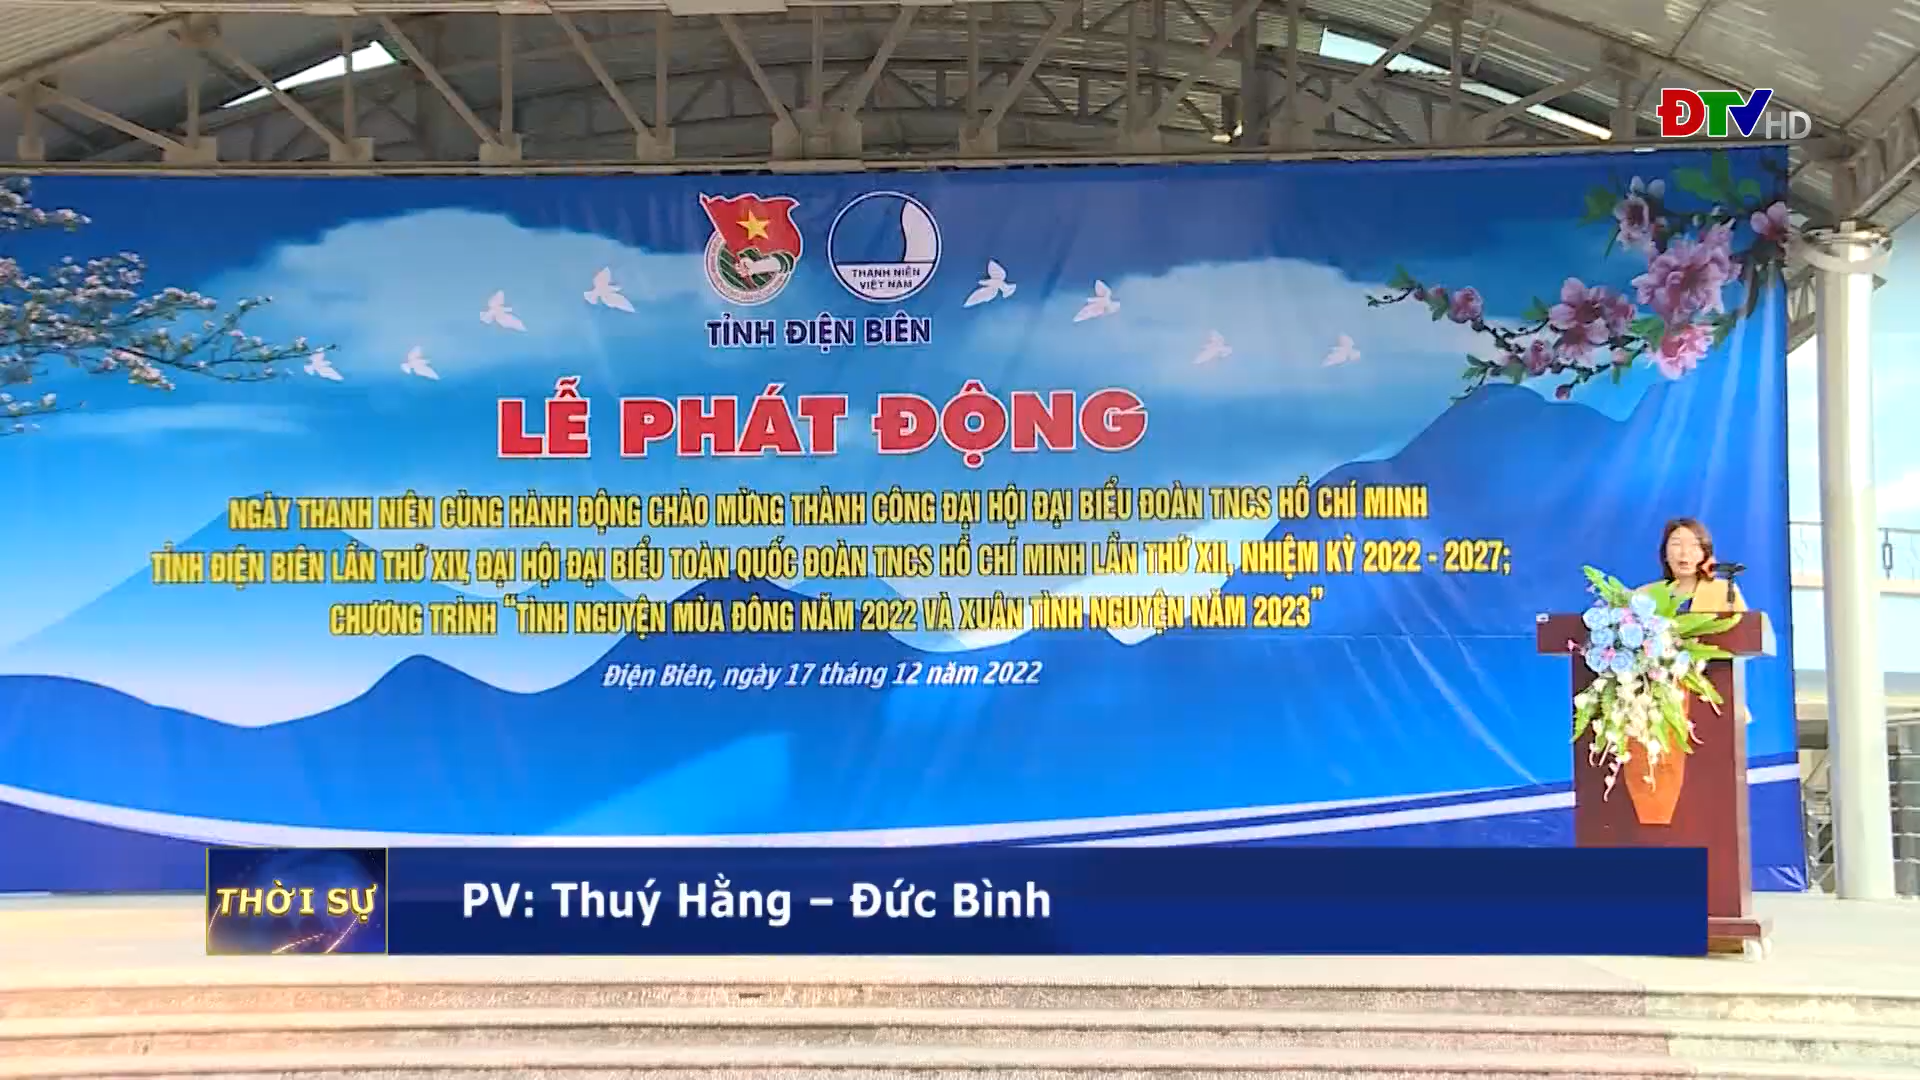 ĐTV HD
THANH NIÊN
VIỆT NAM
TỈNH ĐIỆN BIÊN
LỄ PHÁT ĐỘNG
NGÀY THANH NIÊN CÙNG HÀNH ĐỘNG CHÀO MỪNG THÀNH CÔNG ĐẠI HỘI ĐẠI BIỂU ĐOÀN TNCS HỒ CHÍ MINH
TỈNH ĐIỆN BIÊN LẦN THỨ XIV, ĐẠI HỘI ĐẠI BIỂU TOÀN QUỐC ĐOÀN TNCS HỒ CHÍ MINH LẦN THỨ XII, NHIỆM KỲ 2022 - 2027;
CHƯƠNG TRÌNH "TÌNH NGUYỆN MÙA ĐÔNG NĂM 2022 VÀ XUÂN TÌNH NGUYỆN NĂM 2023"
Điện Biên, ngày 17 tháng 12 năm 2022
THỜI SỰ
PV: Thuý Hằng – Đức Bình